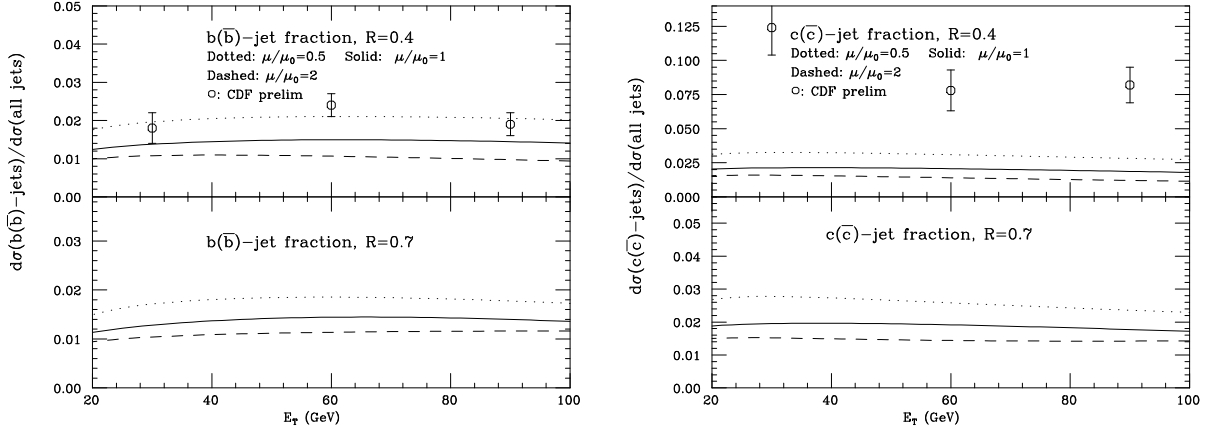 dσ(b(b̅)−jets)/dσ(all jets)
0.05
0.04
0.03
0.02
0.01
0.00
b(b̅)−jet fraction, R=0.4
Dotted: μ/μ₀=0.5 Solid: μ/μ₀=1
Dashed: μ/μ₀=2
○: CDF prelim
0.03
0.02
0.01
0.00
b(b̅)−jet fraction, R=0.7
20 40 60 80 100
E_T (GeV)
dσ(c(c̅)−jets)/dσ(all jets)
0.125
0.100
0.075
0.050
0.025
0.00
c(c̅)−jet fraction, R=0.4
Dotted: μ/μ₀=0.5 Solid: μ/μ₀=1
Dashed: μ/μ₀=2
○: CDF prelim
0.05
0.04
0.03
0.02
0.01
0.00
c(c̅)−jet fraction, R=0.7
20 40 60 80 100
E_T (GeV)